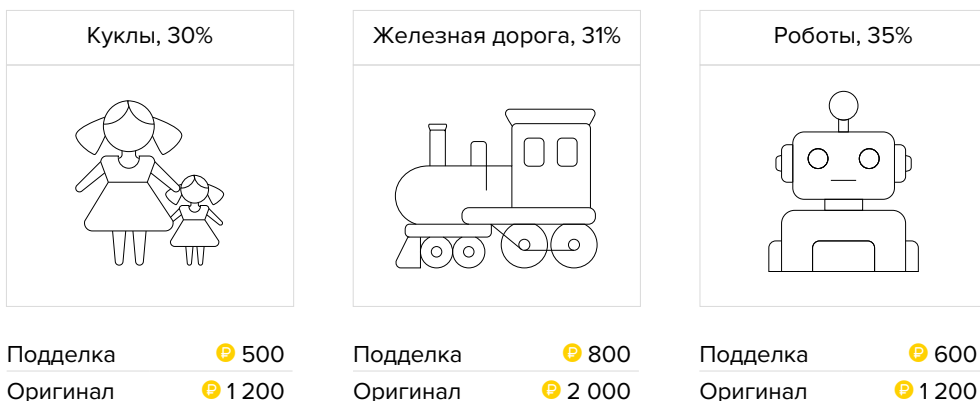 Куклы, 30%
Железная дорога, 31%
Роботы, 35%
Подделка ₽ 500
Оригинал ₽ 1 200
Подделка ₽ 800
Оригинал ₽ 2 000
Подделка ₽ 600
Оригинал ₽ 1 200